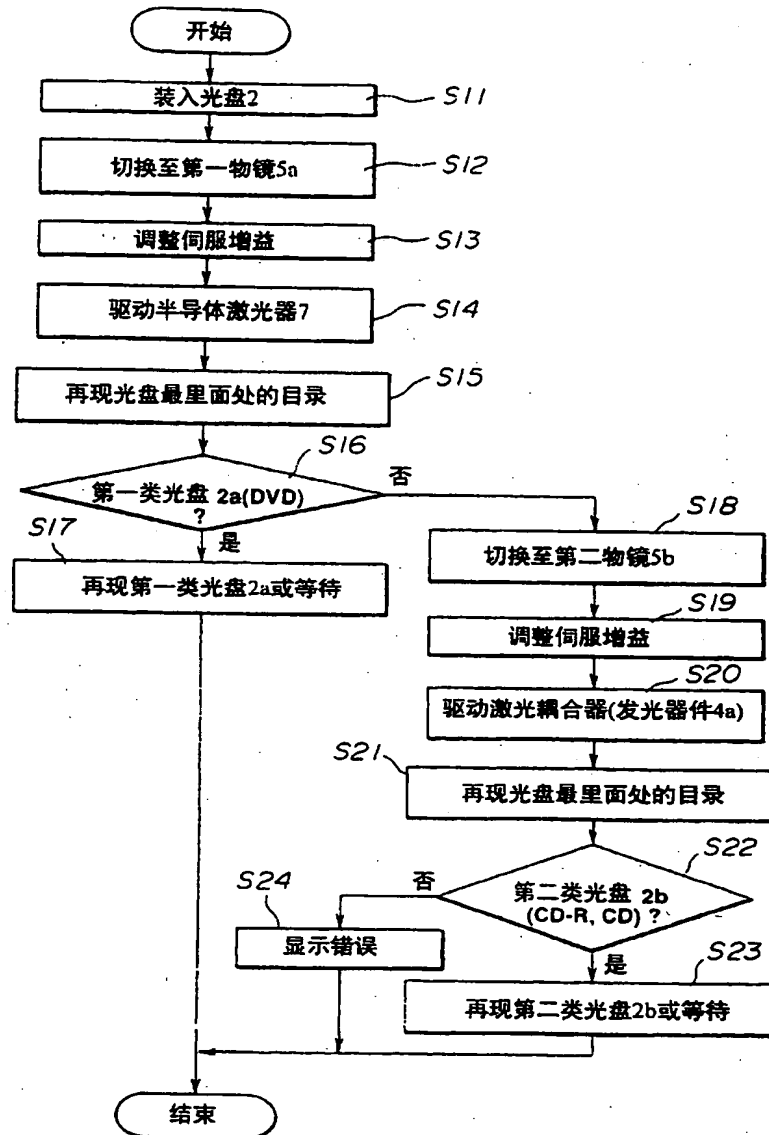 开始
装入光盘2
S11
切换至第一物镜5a
S12
调整伺服增益
S13
驱动半导体激光器7
S14
再现光盘最里面处的目录
S15
S16
第一类光盘 2a(DVD)
?
否
是
S17
再现第一类光盘2a或等待
S18
切换至第二物镜5b
S19
调整伺服增益
S20
驱动激光耦合器(发光器件4a)
S21
再现光盘最里面处的目录
S22
第二类光盘 2b
(CD-R, CD) ?
否
是
S24
显示错误
S23
再现第二类光盘2b或等待
结束